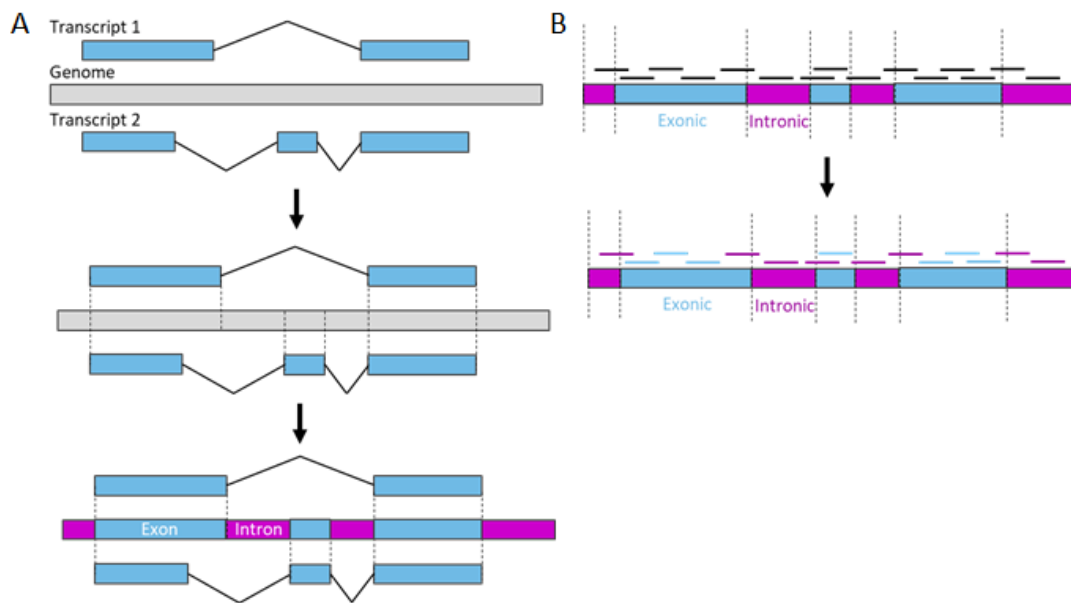 A
Transcript 1
Genome
Transcript 2
Exon
Intron
B
Exonic
Intronic
Exonic
Intronic